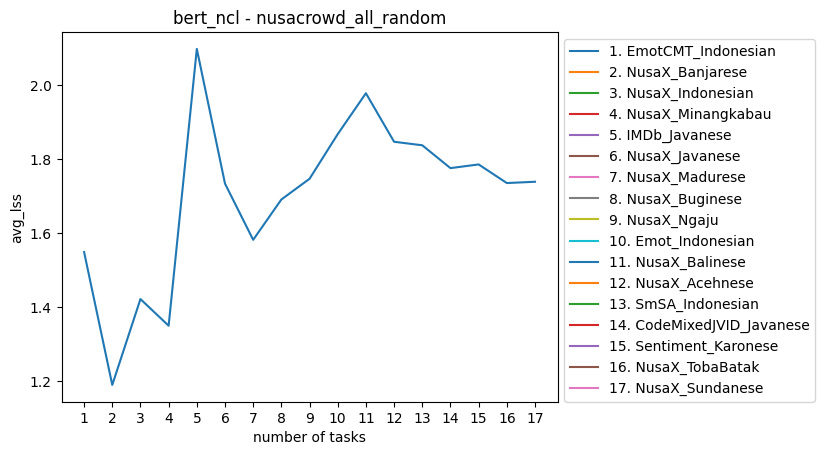 bert_ncl - nusacrowd_all_random
avg_lss
2.0
1.8
1.6
1.4
1.2
1 2 3 4 5 6 7 8 9 10 11 12 13 14 15 16 17
number of tasks
1. EmotCMT_Indonesian
2. NusaX_Banjarese
3. NusaX_Indonesian
4. NusaX_Minangkabau
5. IMDb_Javanese
6. NusaX_Javanese
7. NusaX_Madurese
8. NusaX_Buginese
9. NusaX_Ngaju
10. Emot_Indonesian
11. NusaX_Balinese
12. NusaX_Acehnese
13. SmSA_Indonesian
14. CodeMixedJVID_Javanese
15. Sentiment_Karonese
16. NusaX_TobaBatak
17. NusaX_Sundanese